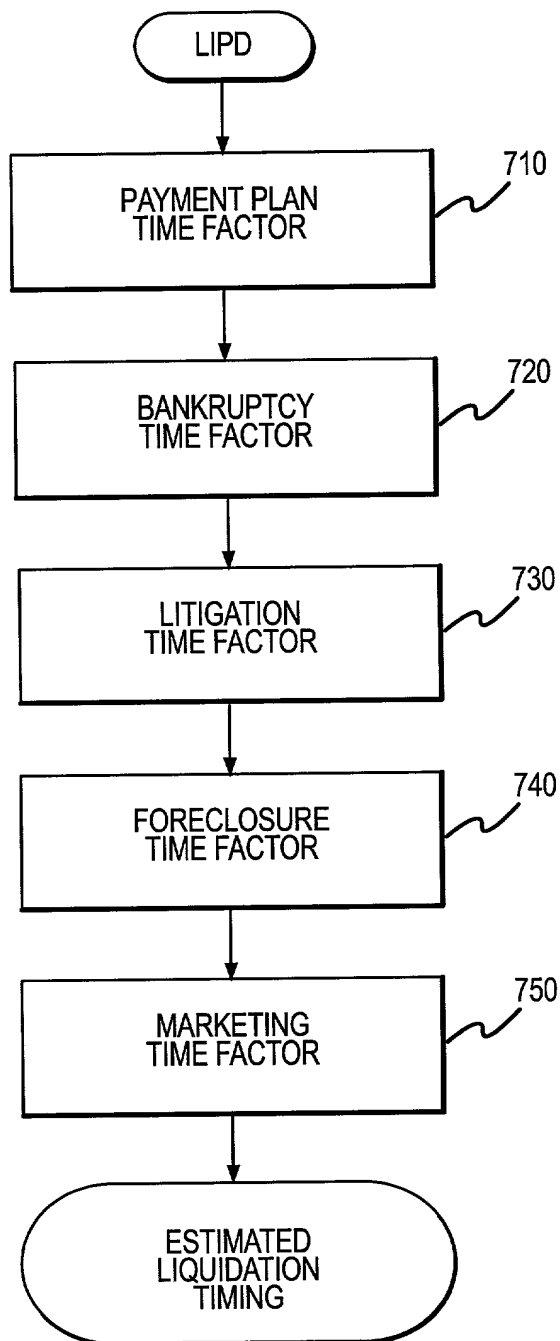 LIPD
PAYMENT PLAN
TIME FACTOR
710
BANKRUPTCY
TIME FACTOR
720
LITIGATION
TIME FACTOR
730
FORECLOSURE
TIME FACTOR
740
MARKETING
TIME FACTOR
750
ESTIMATED
LIQUIDATION
TIMING